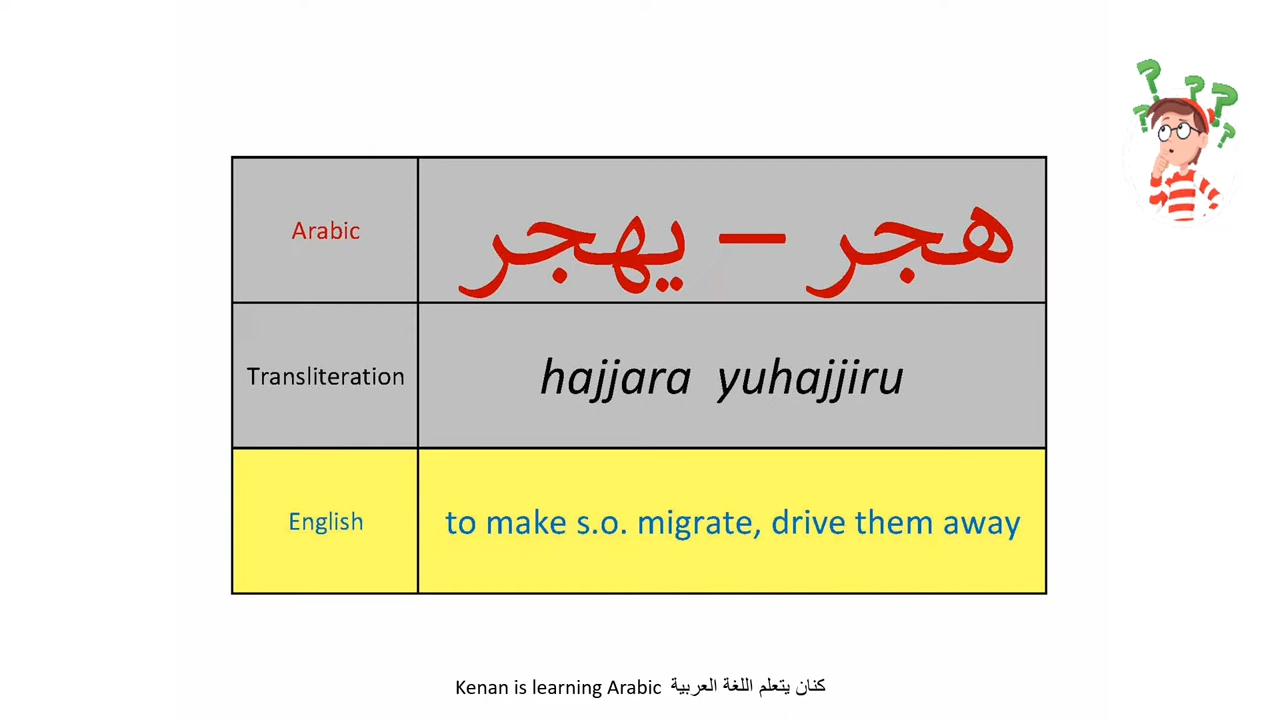 Arabic هجر – يهجر
Transliteration hajjara yuhajjiru
English to make s.o. migrate, drive them away
Kenan is learning Arabic كنان يتعلم اللغة العربية